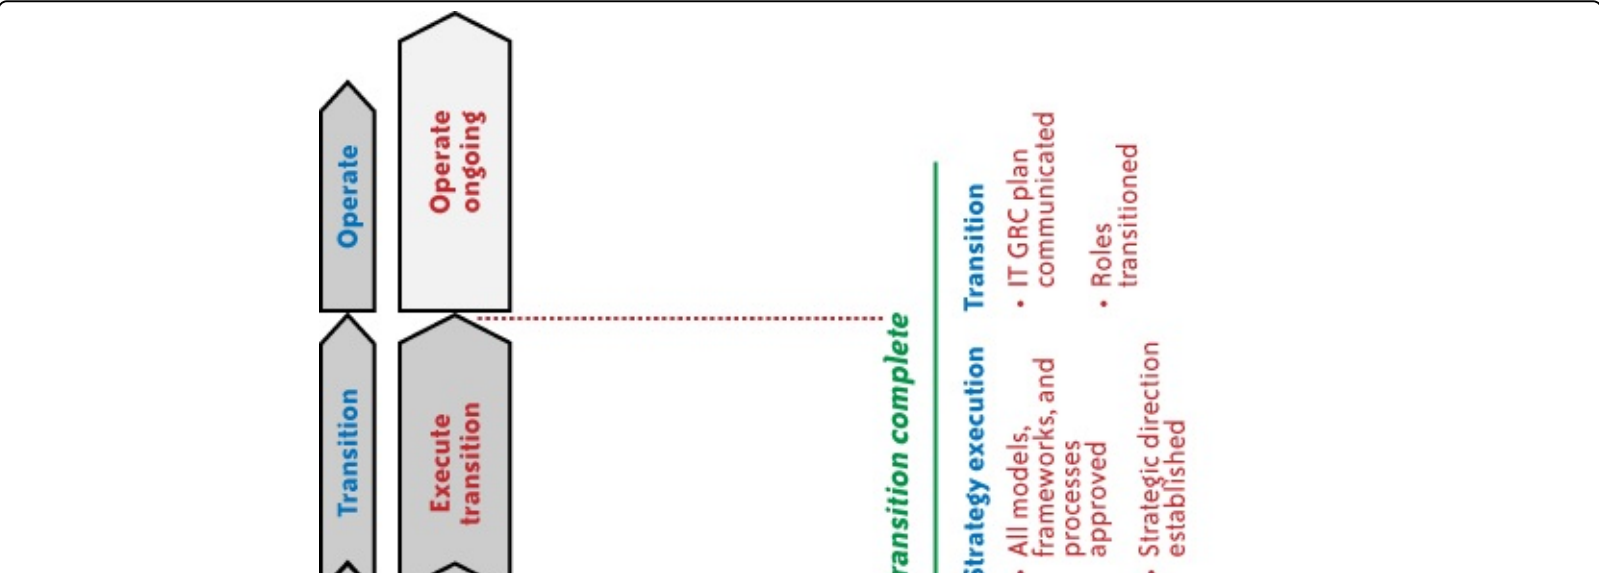 Transition
Operate
Execute
transition
Operate
ongoing
ransition complete
Strategy execution
• All models,
frameworks, and
processes
approved
• Strategic direction
established
Transition
• IT GRC plan
communicated
• Roles
transitioned